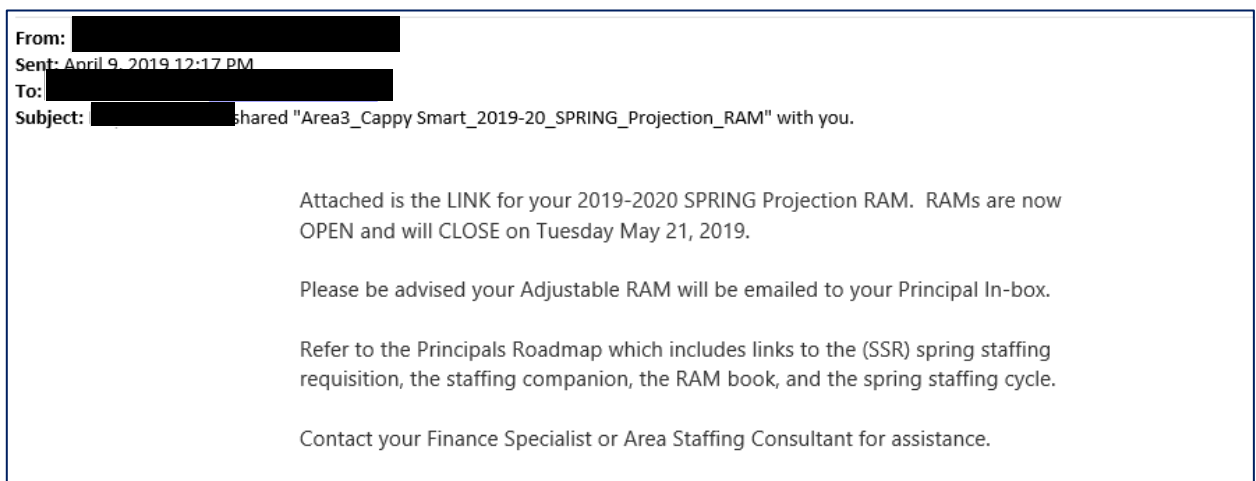 From:
Sent: April 9, 2019 12:17 PM
To:
Subject: shared "Area3_Cappy Smart_2019-20_SPRING_Projection_RAM" with you.
Attached is the LINK for your 2019-2020 SPRING Projection RAM. RAMs are now
OPEN and will CLOSE on Tuesday May 21, 2019.
Please be advised your Adjustable RAM will be emailed to your Principal In-box.
Refer to the Principals Roadmap which includes links to the (SSR) spring staffing
requisition, the staffing companion, the RAM book, and the spring staffing cycle.
Contact your Finance Specialist or Area Staffing Consultant for assistance.